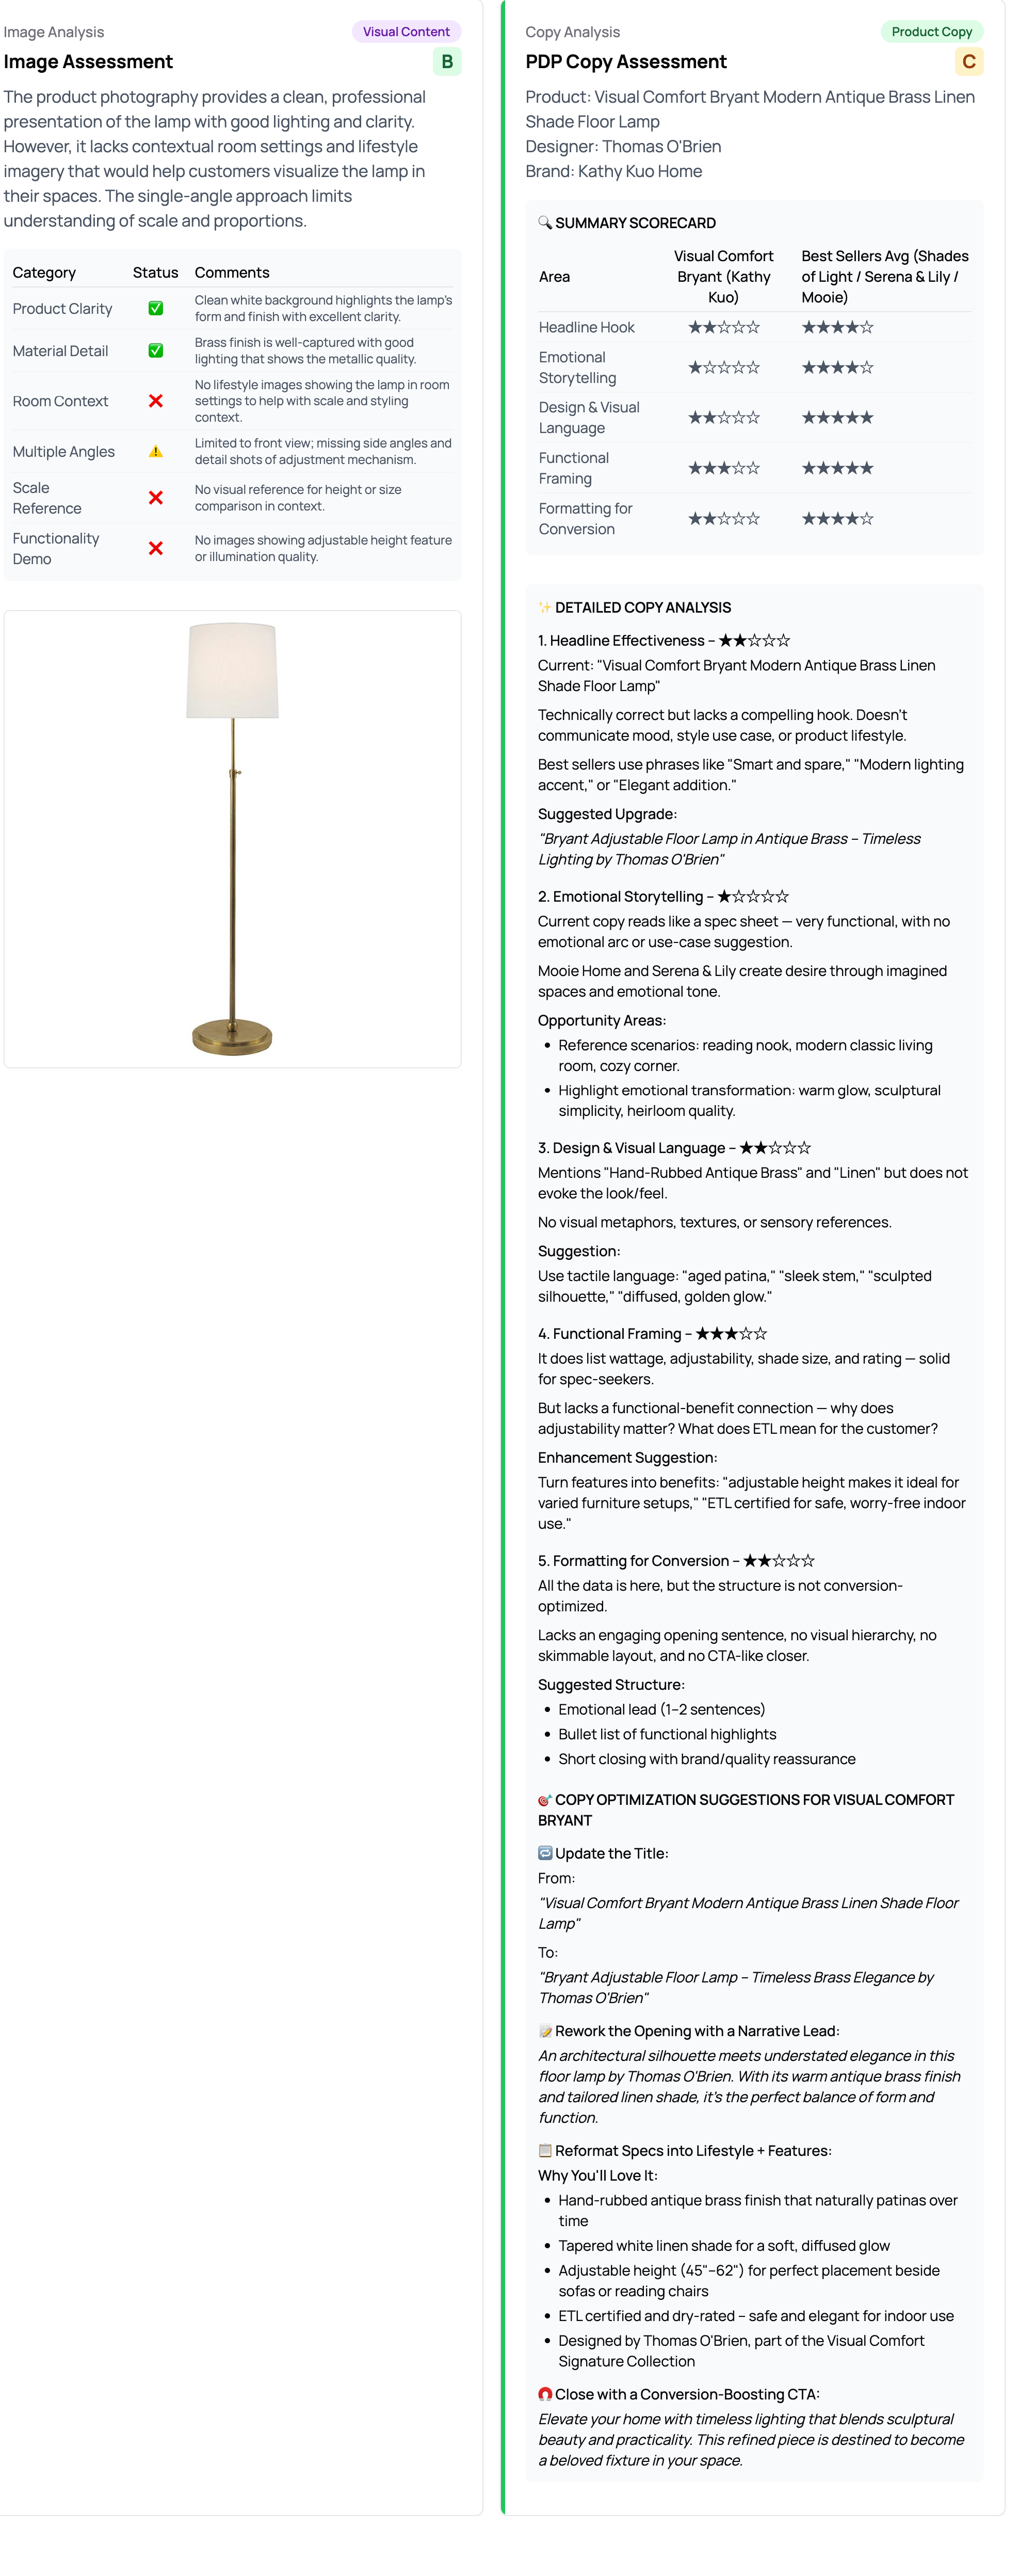 Image Analysis
Visual Content
Image Assessment
B
The product photography provides a clean, professional
presentation of the lamp with good lighting and clarity.
However, it lacks contextual room settings and lifestyle
imagery that would help customers visualize the lamp in
their spaces. The single-angle approach limits
understanding of scale and proportions.
Category Status Comments
Product Clarity ✅ Clean white background highlights the lamp's
form and finish with excellent clarity.
Material Detail ✅ Brass finish is well-captured with good
lighting that shows the metallic quality.
Room Context ❌ No lifestyle images showing the lamp in room
settings to help with scale and styling
context.
Multiple Angles ⚠️ Limited to front view; missing side angles and
detail shots of adjustment mechanism.
Scale
Reference ❌ No visual reference for height or size
comparison in context.
Functionality
Demo ❌ No images showing adjustable height feature
or illumination quality.
Copy Analysis
Product Copy
PDP Copy Assessment
C
Product: Visual Comfort Bryant Modern Antique Brass Linen
Shade Floor Lamp
Designer: Thomas O'Brien
Brand: Kathy Kuo Home
🔍 SUMMARY SCORECARD
Area
Visual Comfort
Bryant (Kathy
Kuo)
Best Sellers Avg (Shades
of Light / Serena & Lily /
Mooie)
Headline Hook ★★☆☆☆ ★★★★☆
Emotional
Storytelling ★☆☆☆☆ ★★★★☆
Design & Visual
Language ★★☆☆☆ ★★★★★
Functional
Framing ★★★☆☆ ★★★★★
Formatting for
Conversion ★★☆☆☆ ★★★★☆
✨ DETAILED COPY ANALYSIS
1. Headline Effectiveness – ★★☆☆☆
Current: "Visual Comfort Bryant Modern Antique Brass Linen
Shade Floor Lamp"
Technically correct but lacks a compelling hook. Doesn't
communicate mood, style use case, or product lifestyle.
Best sellers use phrases like "Smart and spare," "Modern lighting
accent," or "Elegant addition."
Suggested Upgrade:
"Bryant Adjustable Floor Lamp in Antique Brass – Timeless
Lighting by Thomas O'Brien"
2. Emotional Storytelling – ★☆☆☆☆
Current copy reads like a spec sheet — very functional, with no
emotional arc or use-case suggestion.
Mooie Home and Serena & Lily create desire through imagined
spaces and emotional tone.
Opportunity Areas:
• Reference scenarios: reading nook, modern classic living
room, cozy corner.
• Highlight emotional transformation: warm glow, sculptural
simplicity, heirloom quality.
3. Design & Visual Language – ★★☆☆☆
Mentions "Hand-Rubbed Antique Brass" and "Linen" but does not
evoke the look/feel.
No visual metaphors, textures, or sensory references.
Suggestion:
Use tactile language: "aged patina," "sleek stem," "sculpted
silhouette," "diffused, golden glow."
4. Functional Framing – ★★★☆☆
It does list wattage, adjustability, shade size, and rating — solid
for spec-seekers.
But lacks a functional-benefit connection — why does
adjustability matter? What does ETL mean for the customer?
Enhancement Suggestion:
Turn features into benefits: "adjustable height makes it ideal for
varied furniture setups," "ETL certified for safe, worry-free indoor
use."
5. Formatting for Conversion – ★★☆☆☆
All the data is here, but the structure is not conversion-
optimized.
Lacks an engaging opening sentence, no visual hierarchy, no
skimmable layout, and no CTA-like closer.
Suggested Structure:
• Emotional lead (1–2 sentences)
• Bullet list of functional highlights
• Short closing with brand/quality reassurance
🎯 COPY OPTIMIZATION SUGGESTIONS FOR VISUAL COMFORT
BRYANT
🔁 Update the Title:
From:
"Visual Comfort Bryant Modern Antique Brass Linen Shade Floor
Lamp"
To:
"Bryant Adjustable Floor Lamp – Timeless Brass Elegance by
Thomas O'Brien"
📝 Rework the Opening with a Narrative Lead:
An architectural silhouette meets understated elegance in this
floor lamp by Thomas O'Brien. With its warm antique brass finish
and tailored linen shade, it's the perfect balance of form and
function.
📋 Reformat Specs into Lifestyle + Features:
Why You'll Love It:
• Hand-rubbed antique brass finish that naturally patinas over
time
• Tapered white linen shade for a soft, diffused glow
• Adjustable height (45"–62") for perfect placement beside
sofas or reading chairs
• ETL certified and dry-rated – safe and elegant for indoor use
• Designed by Thomas O'Brien, part of the Visual Comfort
Signature Collection
🧲 Close with a Conversion-Boosting CTA:
Elevate your home with timeless lighting that blends sculptural
beauty and practicality. This refined piece is destined to become
a beloved fixture in your space.